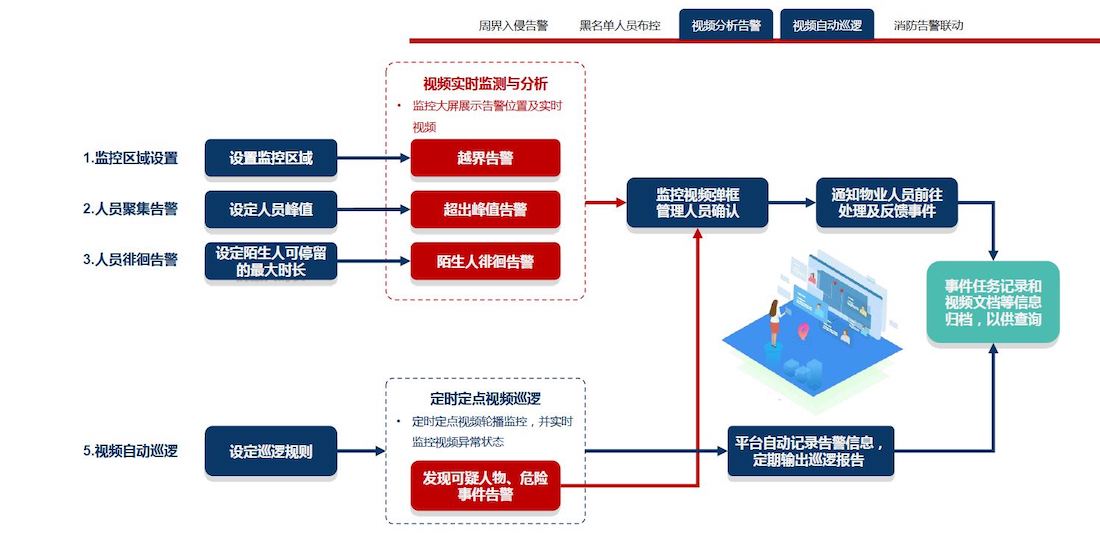 周界入侵告警 黑名单人员布控 视频分析告警 视频自动巡逻 消防告警联动
视频实时监测与分析
• 监控大屏展示告警位置及实时
视频
1.监控区域设置 设置监控区域 越界告警
2.人员聚集告警 设定人员峰值 超出峰值告警
3.人员徘徊告警 设定陌生人可停留
的最大时长 陌生人徘徊告警
监控视频弹框
管理人员确认
通知物业人员前往
处理及反馈事件
事件任务记录和
视频文档等信息
归档，以供查询
定时定点视频巡逻
• 定时定点视频轮播监控，并实时
监控视频异常状态
5.视频自动巡逻 设定巡逻规则
发现可疑人物、危险
事件告警
平台自动记录告警信息，
定期输出巡逻报告